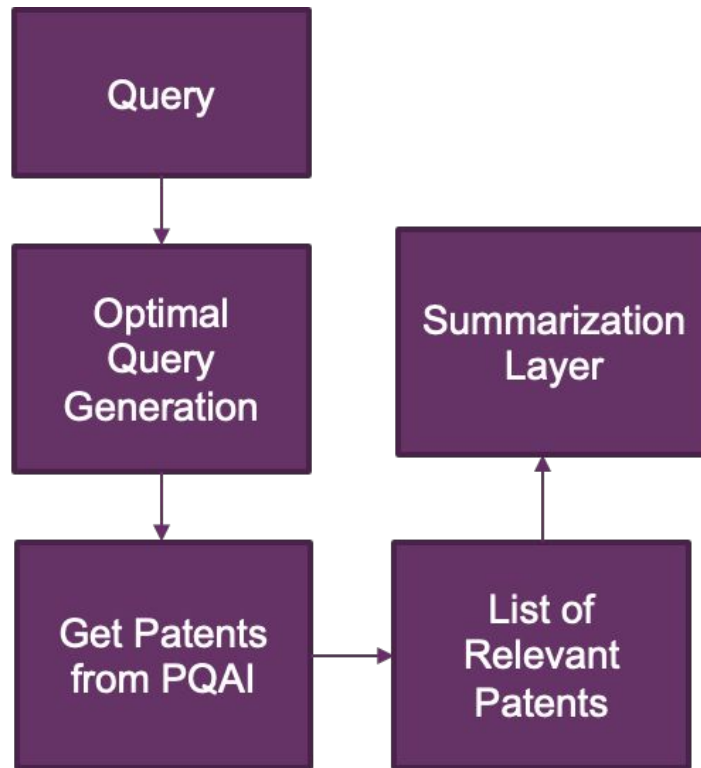 Query
Optimal
Query
Generation
Get Patents
from PQAI
List of
Relevant
Patents
Summarization
Layer